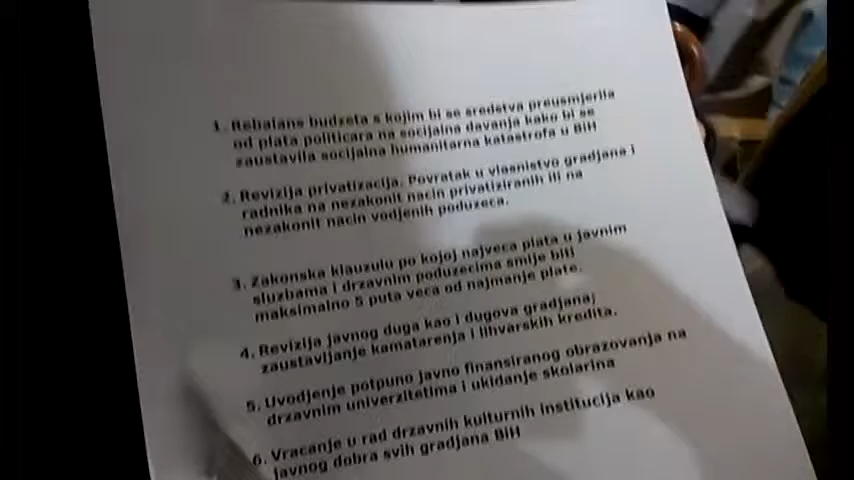 1. Rebalans budzeta s kojim bi se sredstva preusmjerila
od plata politicara na socijalna davanja kako bi se
zaustavila socijalna humanitarna katastrofa u BiH
2. Revizija privatizacija. Povratak u vlasnistvo gradjana i
radnika na nezakonit nacin privatiziranih ili na
nezakonit nacin vodjenih poduzeca.
3. Zakonska klauzulu po kojoj najveca plata u javnim
sluzbama i drzavnim poduzecima smije biti
maksimalno 5 puta veca od najmanje plate.
4. Revizija javnog duga kao i dugova gradjana;
zaustavljanje kamatarenja i lihvarskih kredita.
5. Uvodjenje potpuno javno finansiranog obrazovanja na
drzavnim univerzitetima i ukidanje skolarina
6. Vracanje u rad drzavnih kulturnih institucija kao
javnog dobra svih gradjana BiH